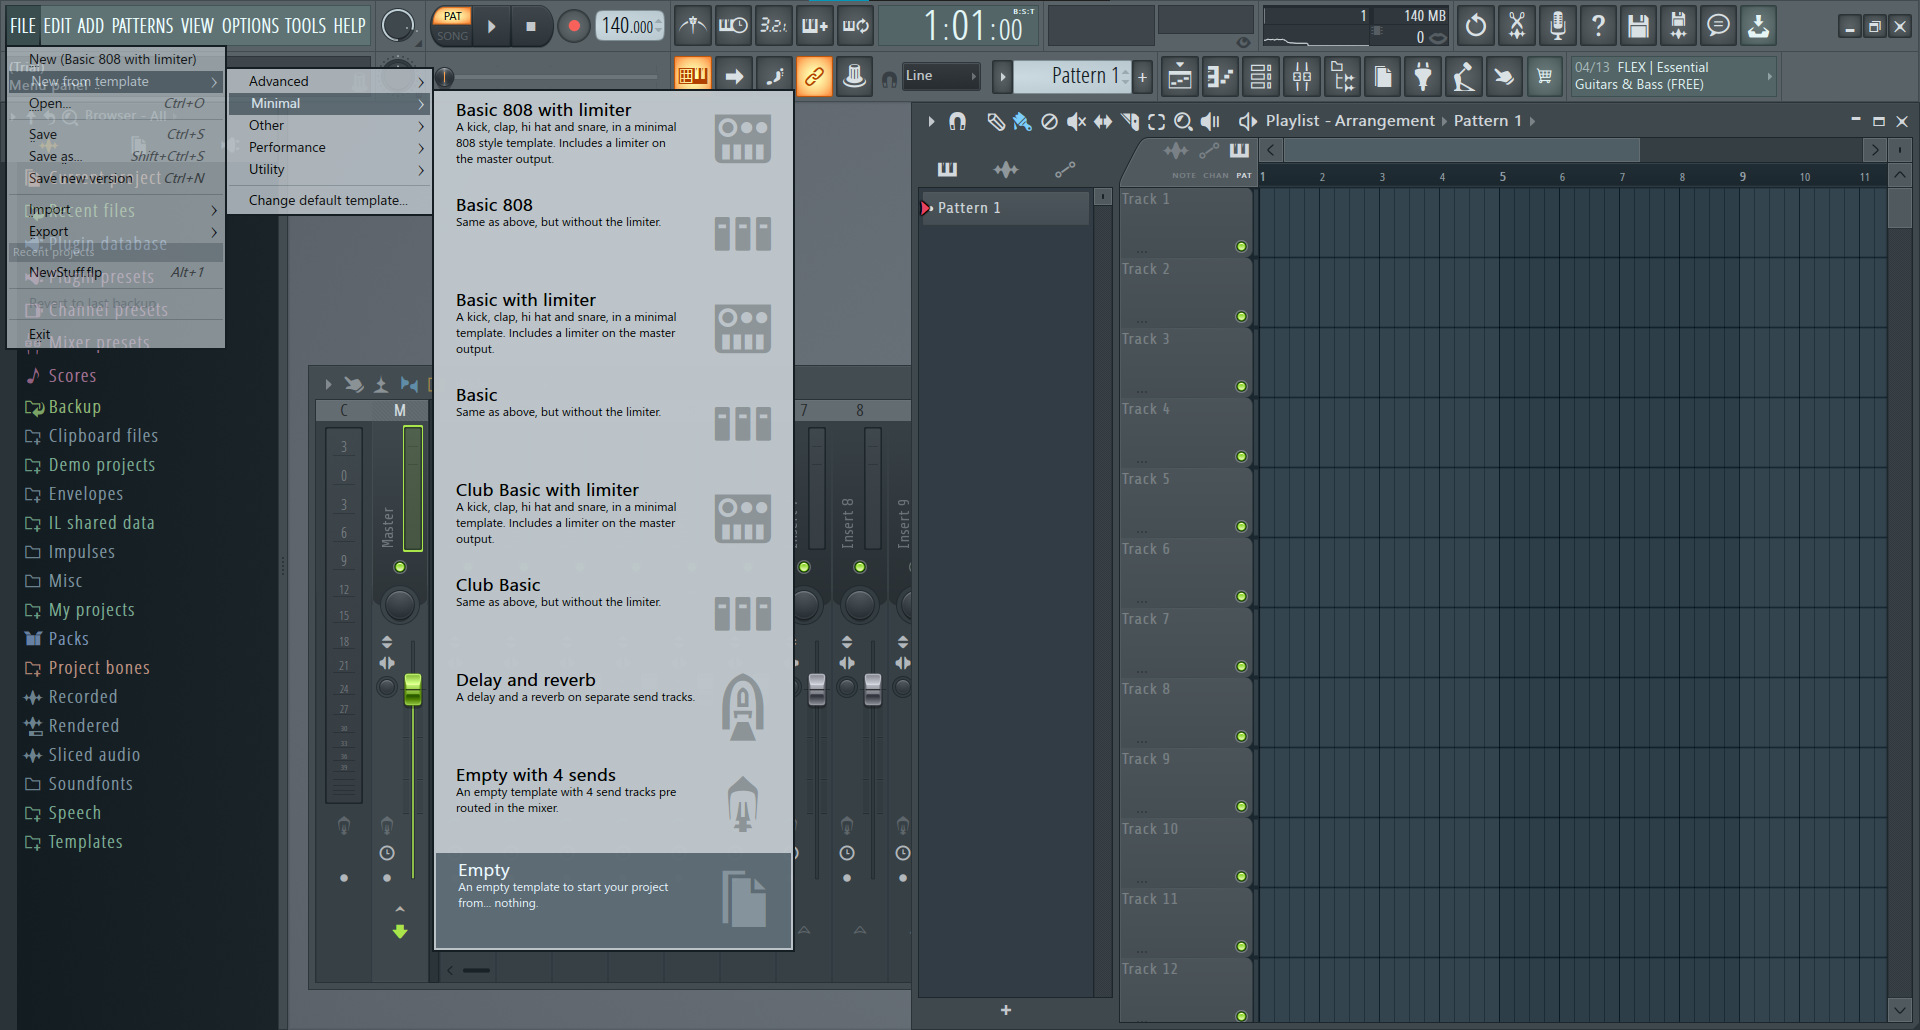 FILE EDIT ADD PATTERNS VIEW OPTIONS TOOLS HELP
PAT
SONG
140.000
3.2.1
1:01:00
B:S:T
1
140 MB
0
Line
Pattern 1
+
04/13 FLEX | Essential
Guitars & Bass (FREE)
New (Basic 808 with limiter)
New from template
Open... Ctrl+O
Save Ctrl+S
Save as... Shift+Ctrl+S
Save new version Ctrl+N
Import
Export
Recent projects
NewStuff.flp Alt+1
Revert to last backup
Exit
Advanced
Minimal
Other
Performance
Utility
Change default template...
Basic 808 with limiter
A kick, clap, hi hat and snare, in a minimal
808 style template. Includes a limiter on
the master output.
Basic 808
Same as above, but without the limiter.
Basic with limiter
A kick, clap, hi hat and snare, in a minimal
template. Includes a limiter on the master
output.
Basic
Same as above, but without the limiter.
Club Basic with limiter
A kick, clap, hi hat and snare, in a minimal
template. Includes a limiter on the master
output.
Club Basic
Same as above, but without the limiter.
Delay and reverb
A delay and a reverb on separate send tracks.
Empty with 4 sends
An empty template with 4 send tracks pre
routed in the mixer.
Empty
An empty template to start your project
from... nothing.
Browser - All
Current project
Recent files
Plugin database
Plugin presets
Channel presets
Mixer presets
Scores
Backup
Clipboard files
Demo projects
Envelopes
IL shared data
Impulses
Misc
My projects
Packs
Project bones
Recorded
Rendered
Sliced audio
Soundfonts
Speech
Templates
C M 7 8
3
0
3
6
9
12
15
18
21
24
27
30
33
36
39
Master
Insert 8
Insert 9
Playlist - Arrangement › Pattern 1 ›
NOTE CHAN PAT
1 2 3 4 5 6 7 8 9 10 11
Pattern 1
+
Track 1
Track 2
Track 3
Track 4
Track 5
Track 6
Track 7
Track 8
Track 9
Track 10
Track 11
Track 12